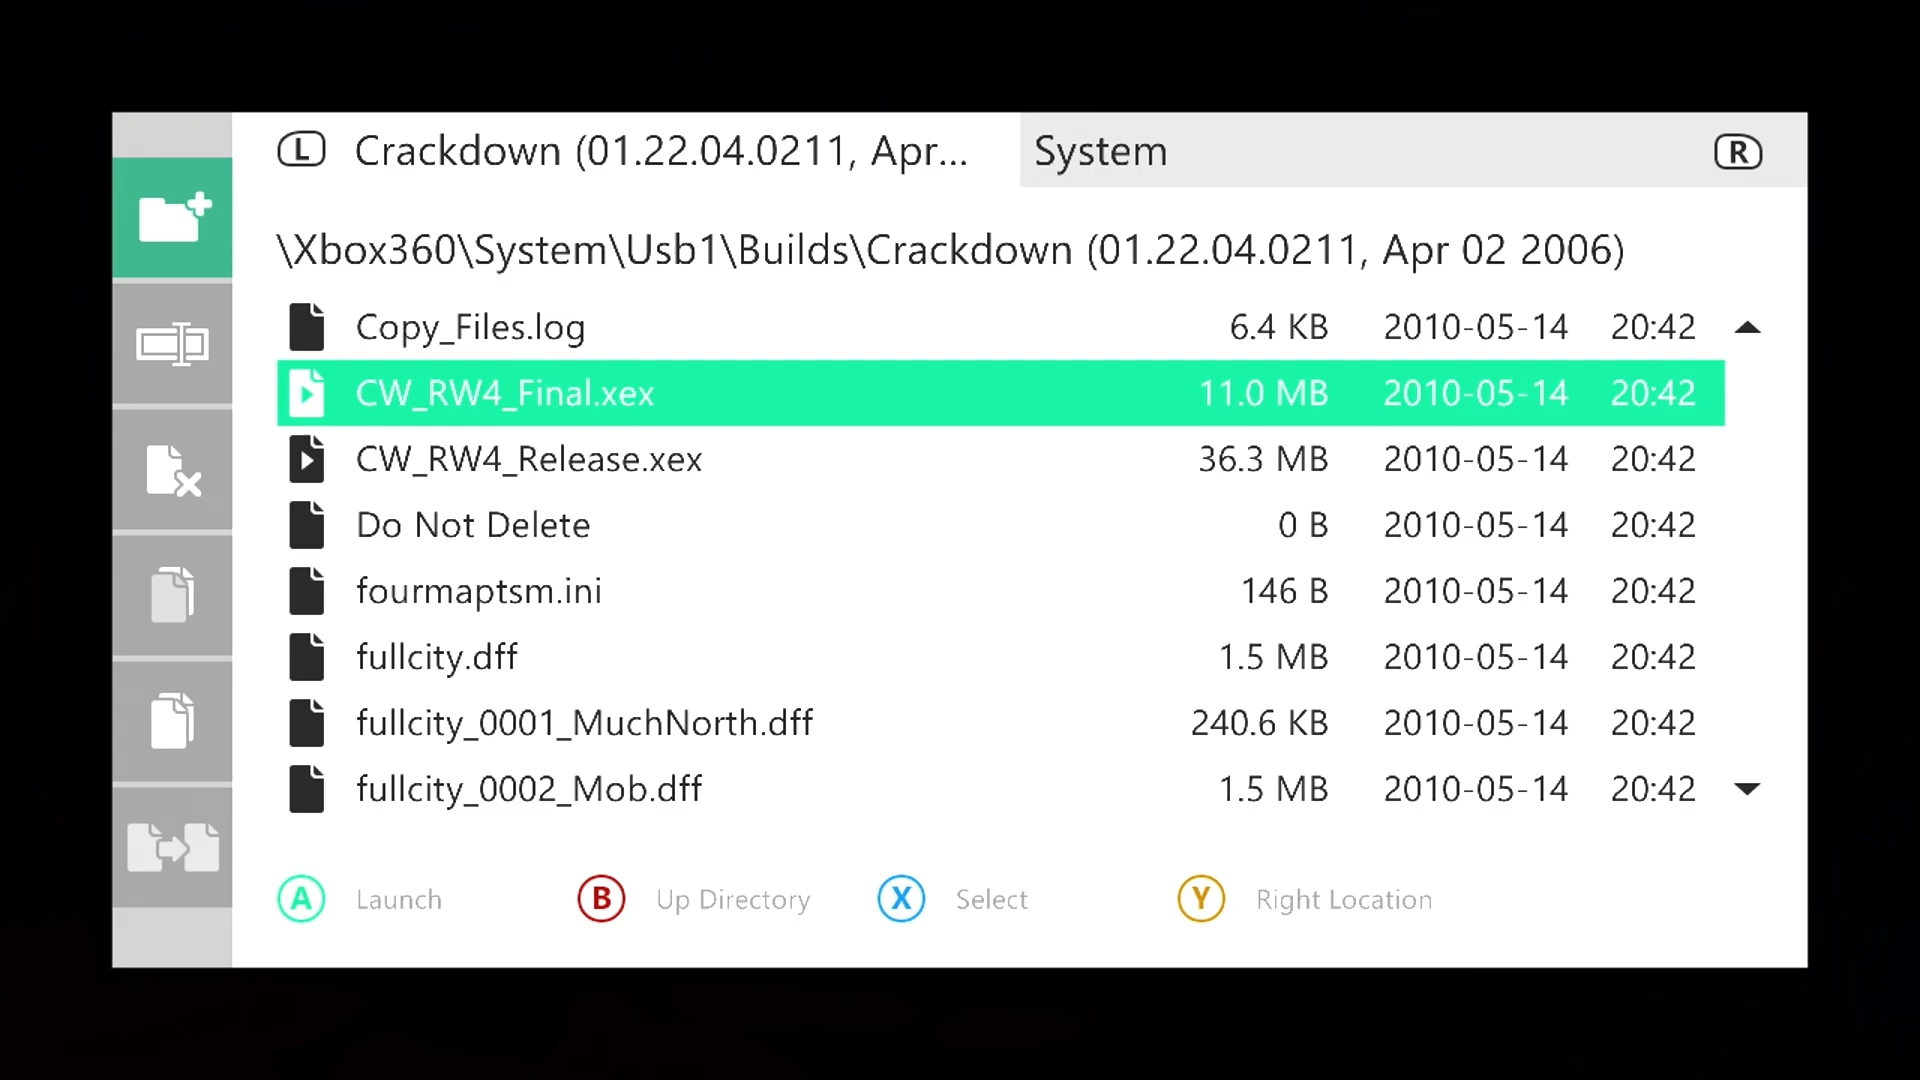 L Crackdown (01.22.04.0211, Apr... System R
\Xbox360\System\Usb1\Builds\Crackdown (01.22.04.0211, Apr 02 2006)
Copy_Files.log 6.4 KB 2010-05-14 20:42
CW_RW4_Final.xex 11.0 MB 2010-05-14 20:42
CW_RW4_Release.xex 36.3 MB 2010-05-14 20:42
Do Not Delete 0 B 2010-05-14 20:42
fourmaptsm.ini 146 B 2010-05-14 20:42
fullcity.dff 1.5 MB 2010-05-14 20:42
fullcity_0001_MuchNorth.dff 240.6 KB 2010-05-14 20:42
fullcity_0002_Mob.dff 1.5 MB 2010-05-14 20:42
A Launch B Up Directory X Select Y Right Location